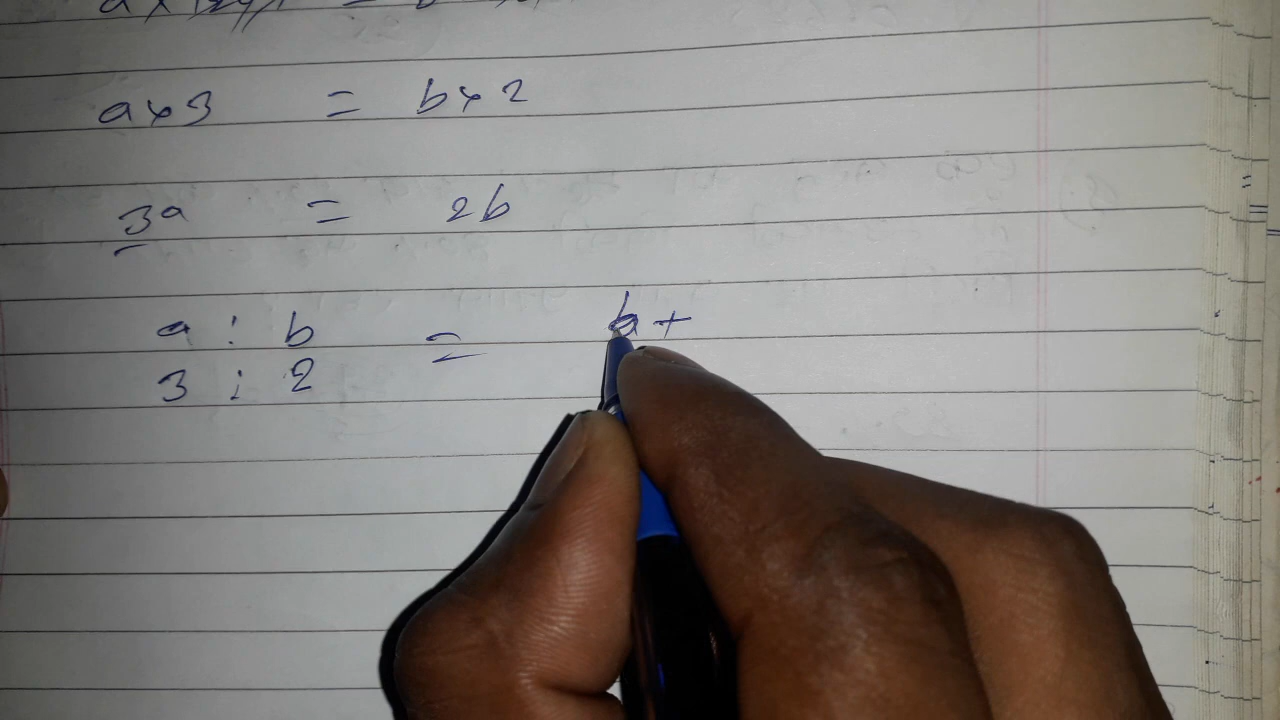 a×3 = b×2
3a = 2b
a : b = b +
3 : 2